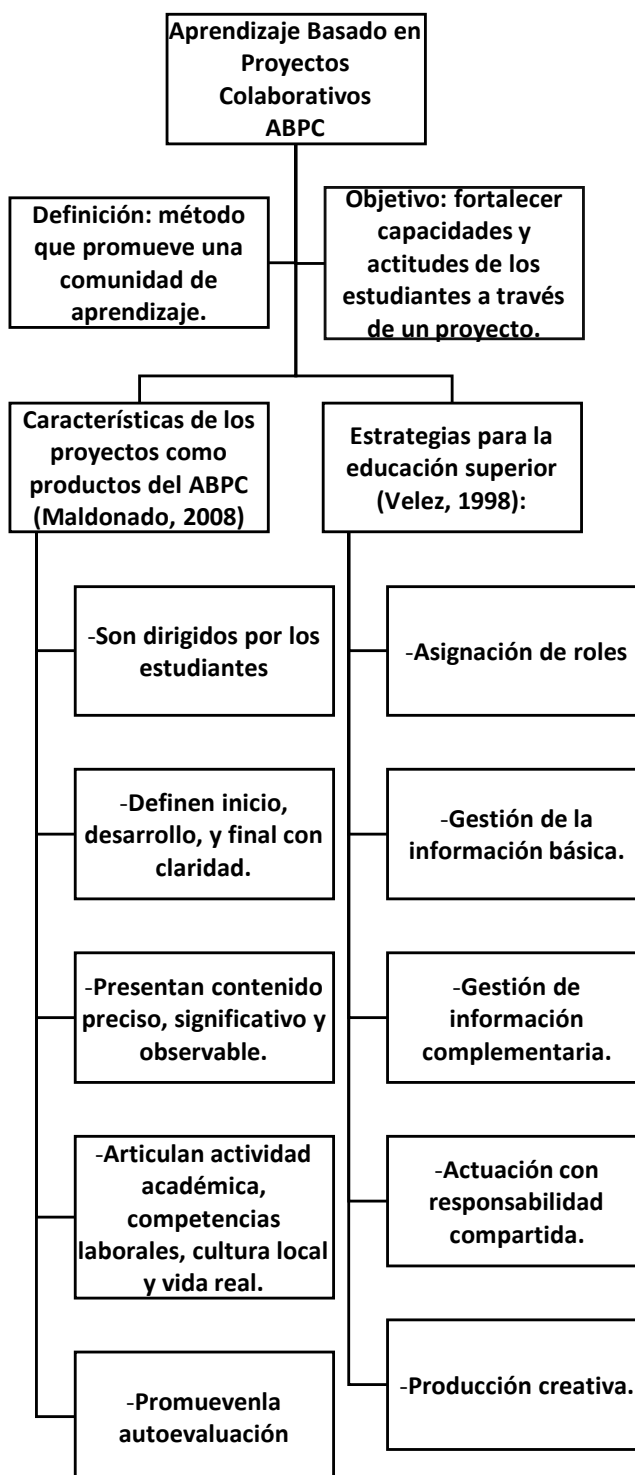 Aprendizaje Basado en
Proyectos
Colaborativos
ABPC
Definición: método
que promueve una
comunidad de
aprendizaje.
Objetivo: fortalecer
capacidades y
actitudes de los
estudiantes a través
de un proyecto.
Características de los
proyectos como
productos del ABPC
(Maldonado, 2008)
-Son dirigidos por los
estudiantes
-Definen inicio,
desarrollo, y final con
claridad.
-Presentan contenido
preciso, significativo y
observable.
-Articulan actividad
académica,
competencias
laborales, cultura local
y vida real.
-Promuevenla
autoevaluación
Estrategias para la
educación superior
(Velez, 1998):
-Asignación de roles
-Gestión de la
información básica.
-Gestión de
información
complementaria.
-Actuación con
responsabilidad
compartida.
-Producción creativa.